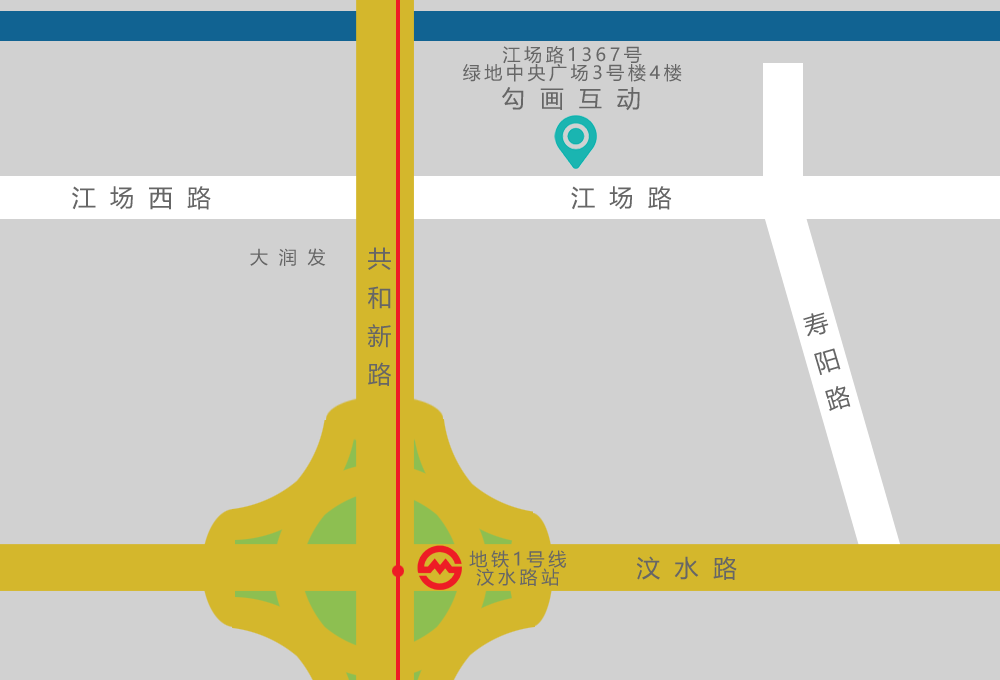 江场路1367号
绿地中央广场3号楼4楼
勾画互动
江场西路
江场路
大润发
共和新路
寿阳路
地铁1号线
汶水路站
汶水路